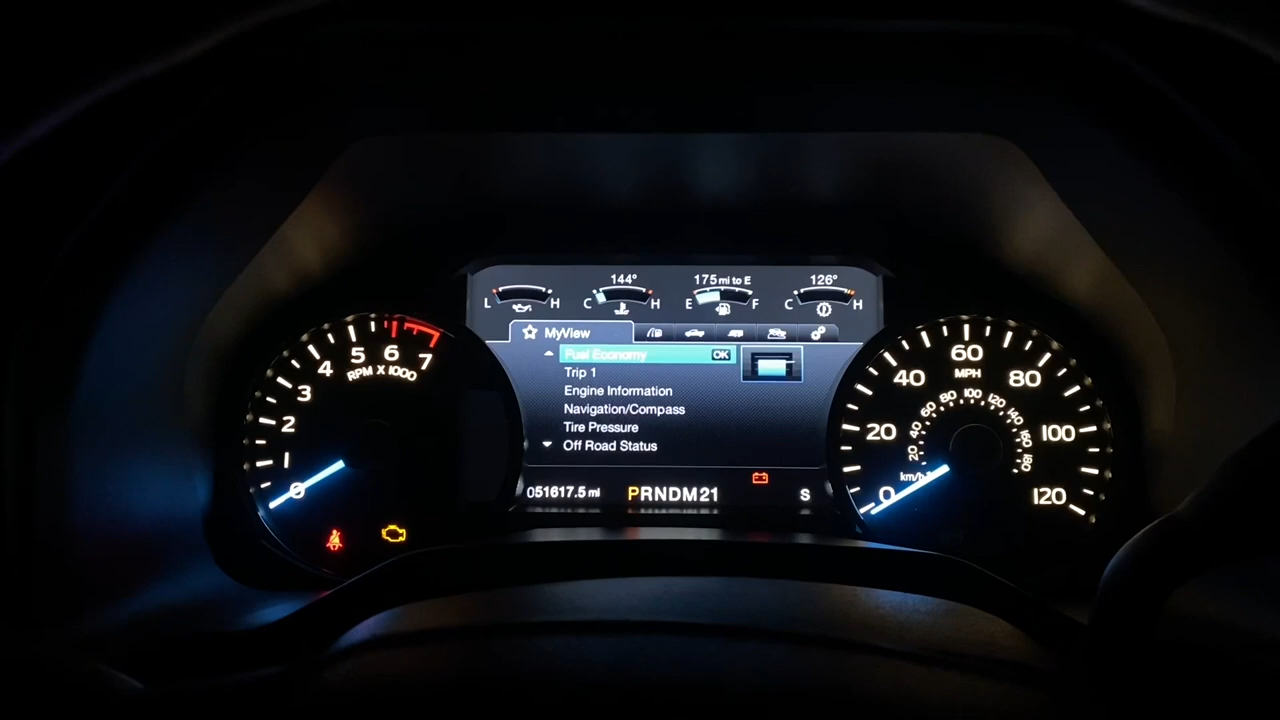 144° 175 mi to E 126°
L H C H E F C H
MyView
Fuel Economy OK
Trip 1
Engine Information
Navigation/Compass
Tire Pressure
Off Road Status
051617.5 mi PRNDM21 S
0 1 2 3 4 5 6 7
RPM X 1000
0 20 40 60 80 100 120
MPH
20 40 60 80 100 120 140 160 180
km/h